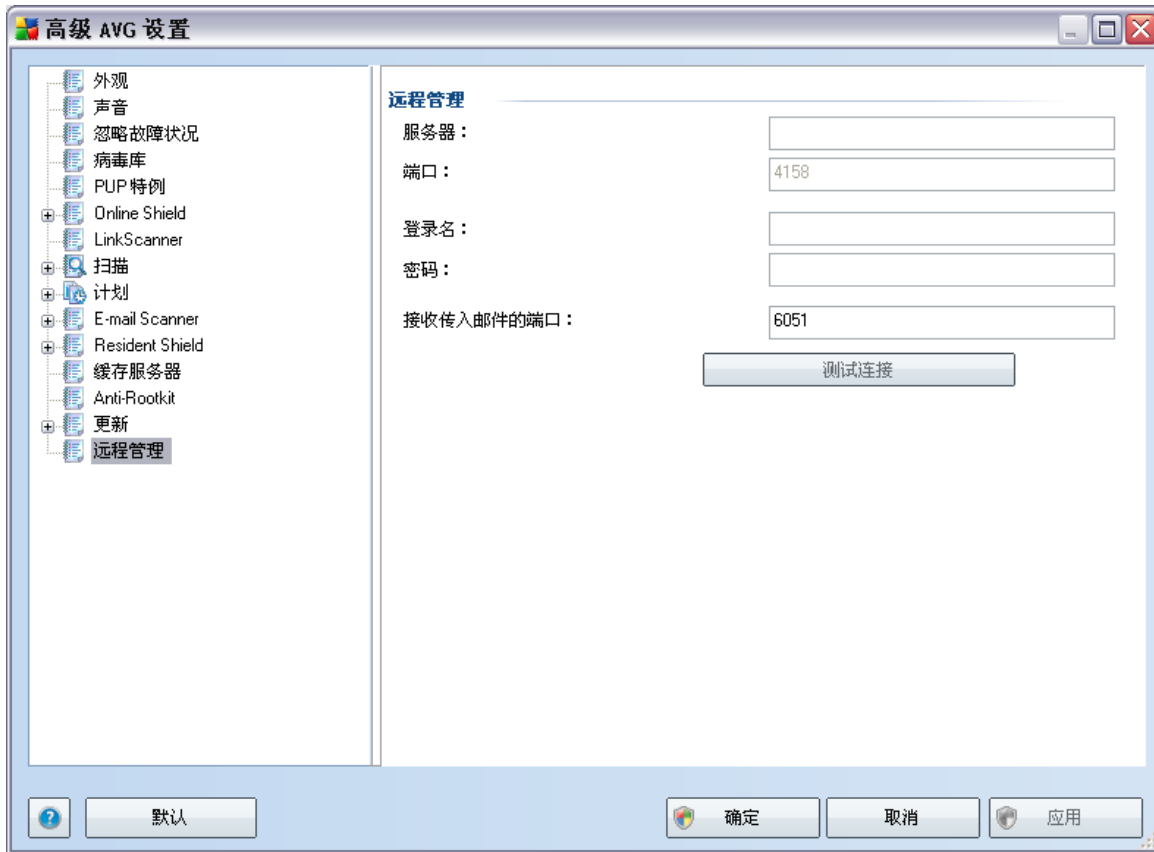 高级 AVG 设置
外观
声音
忽略故障状况
病毒库
PUP 特例
Online Shield
LinkScanner
扫描
计划
E-mail Scanner
Resident Shield
缓存服务器
Anti-Rootkit
更新
远程管理
远程管理
服务器：
端口：
4158
登录名：
密码：
接收传入邮件的端口：
6051
测试连接
默认
确定
取消
应用